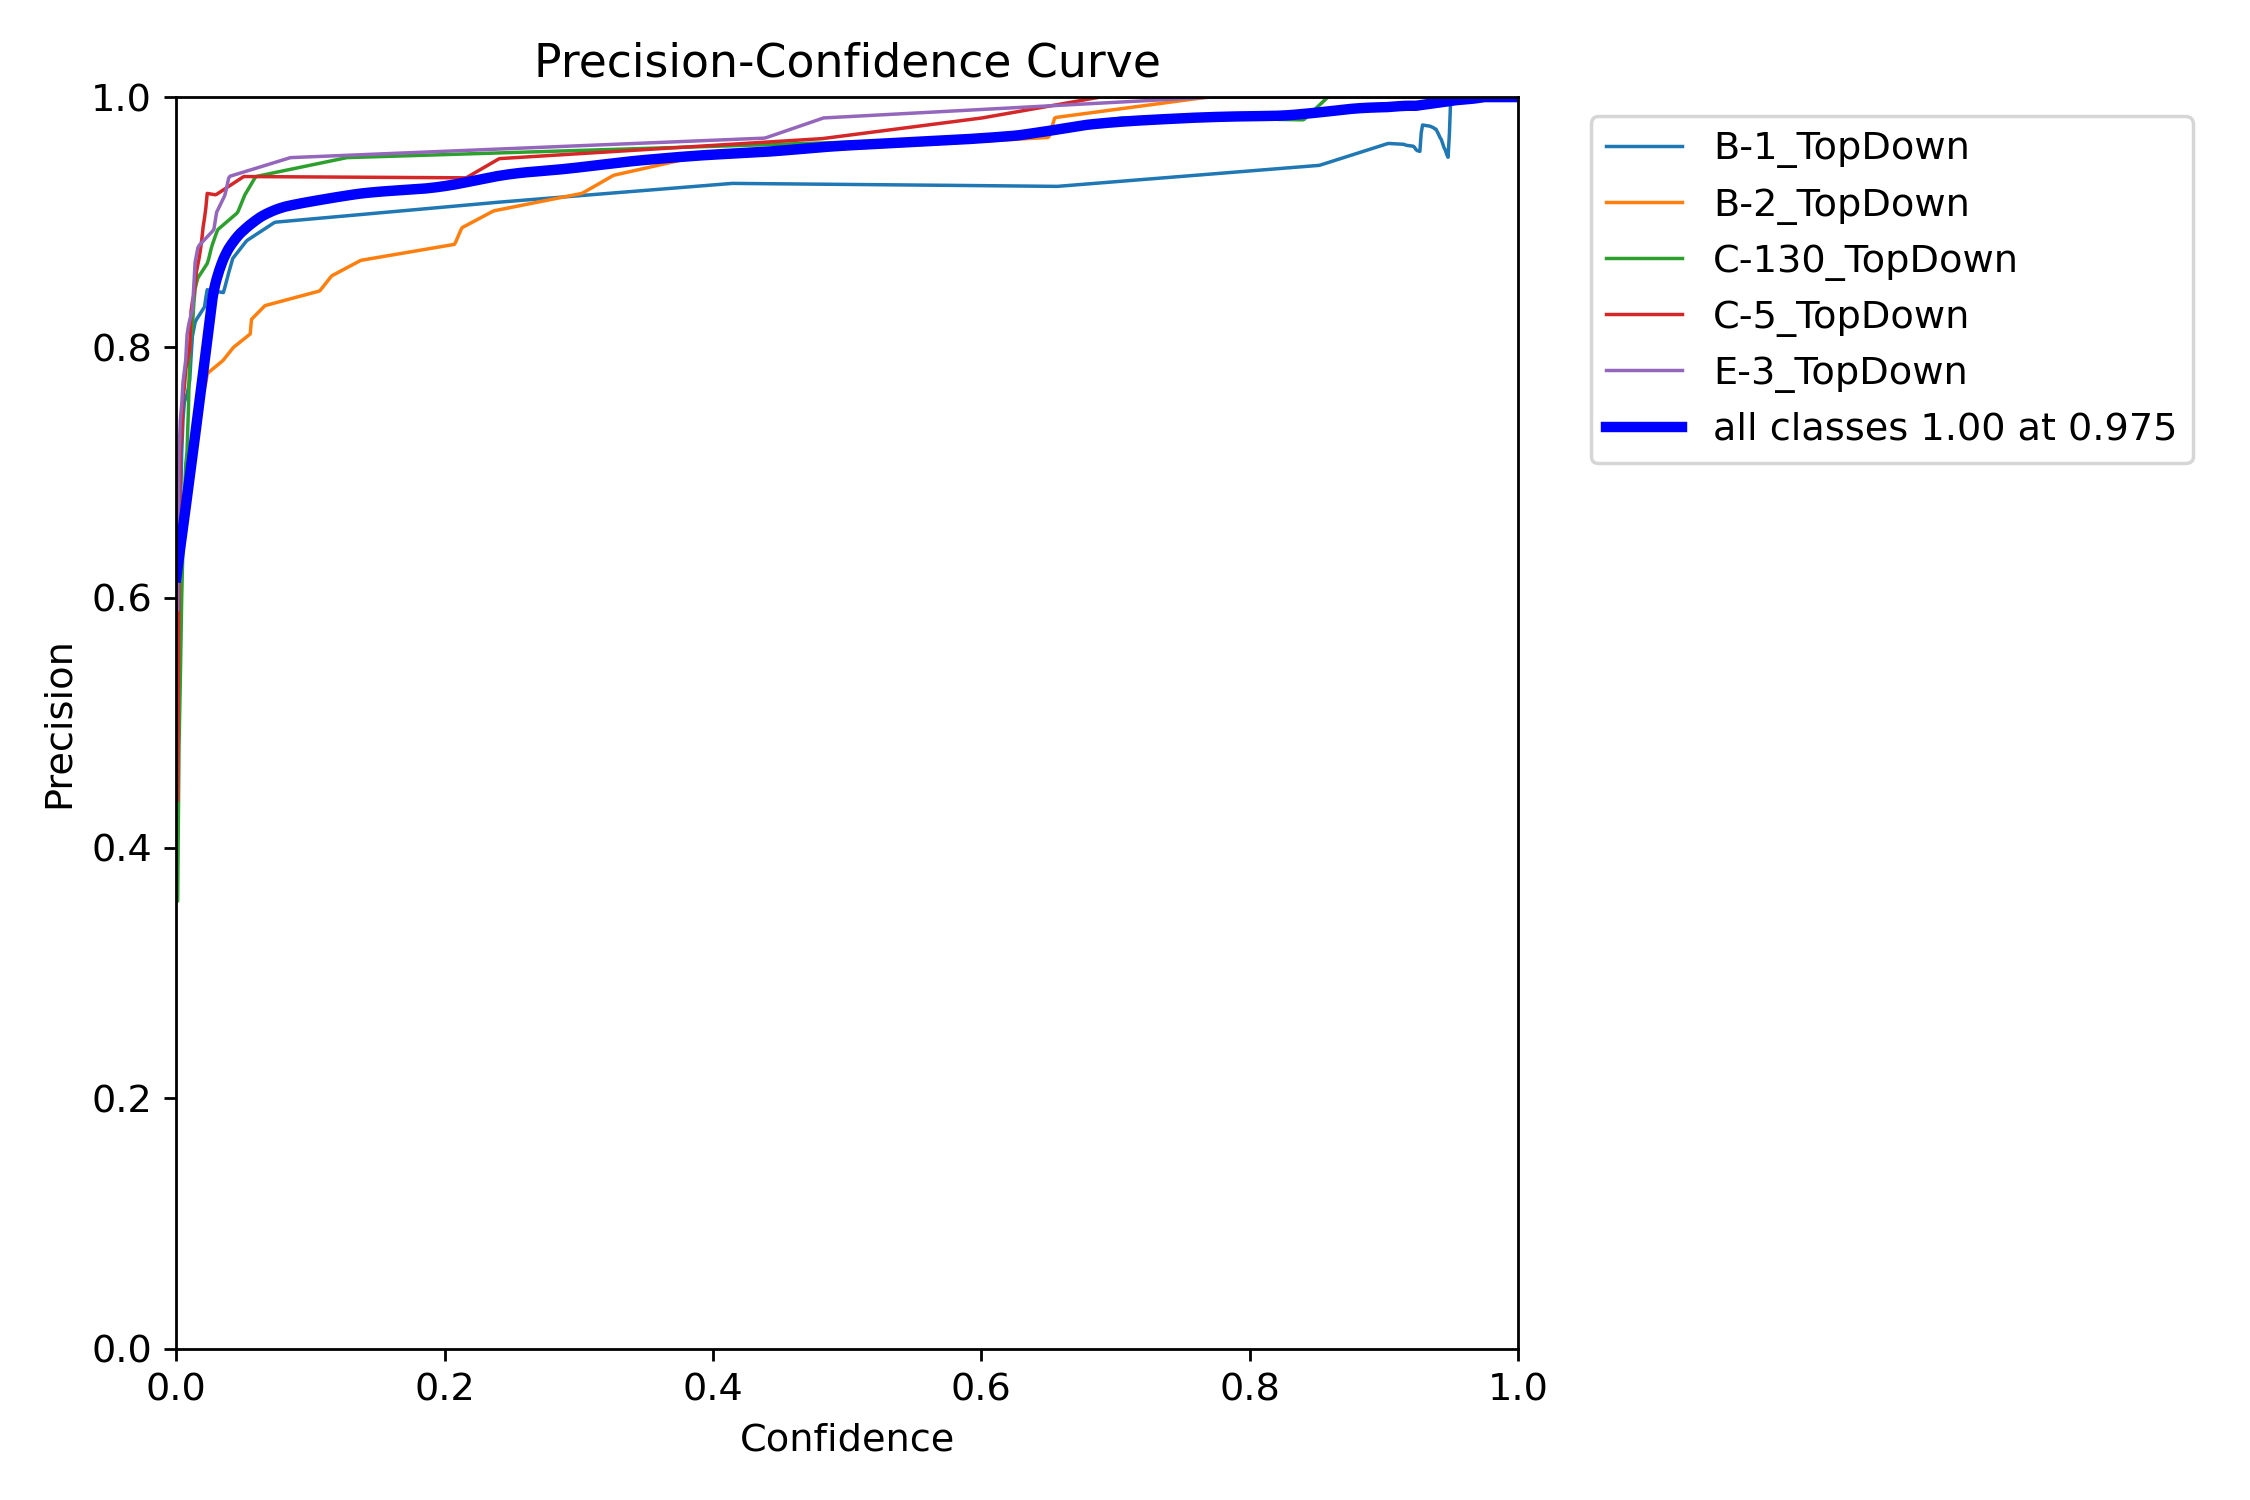 Precision-Confidence Curve
1.0
0.8
0.6
0.4
0.2
0.0
Precision
0.0 0.2 0.4 0.6 0.8 1.0
Confidence
B-1_TopDown
B-2_TopDown
C-130_TopDown
C-5_TopDown
E-3_TopDown
all classes 1.00 at 0.975